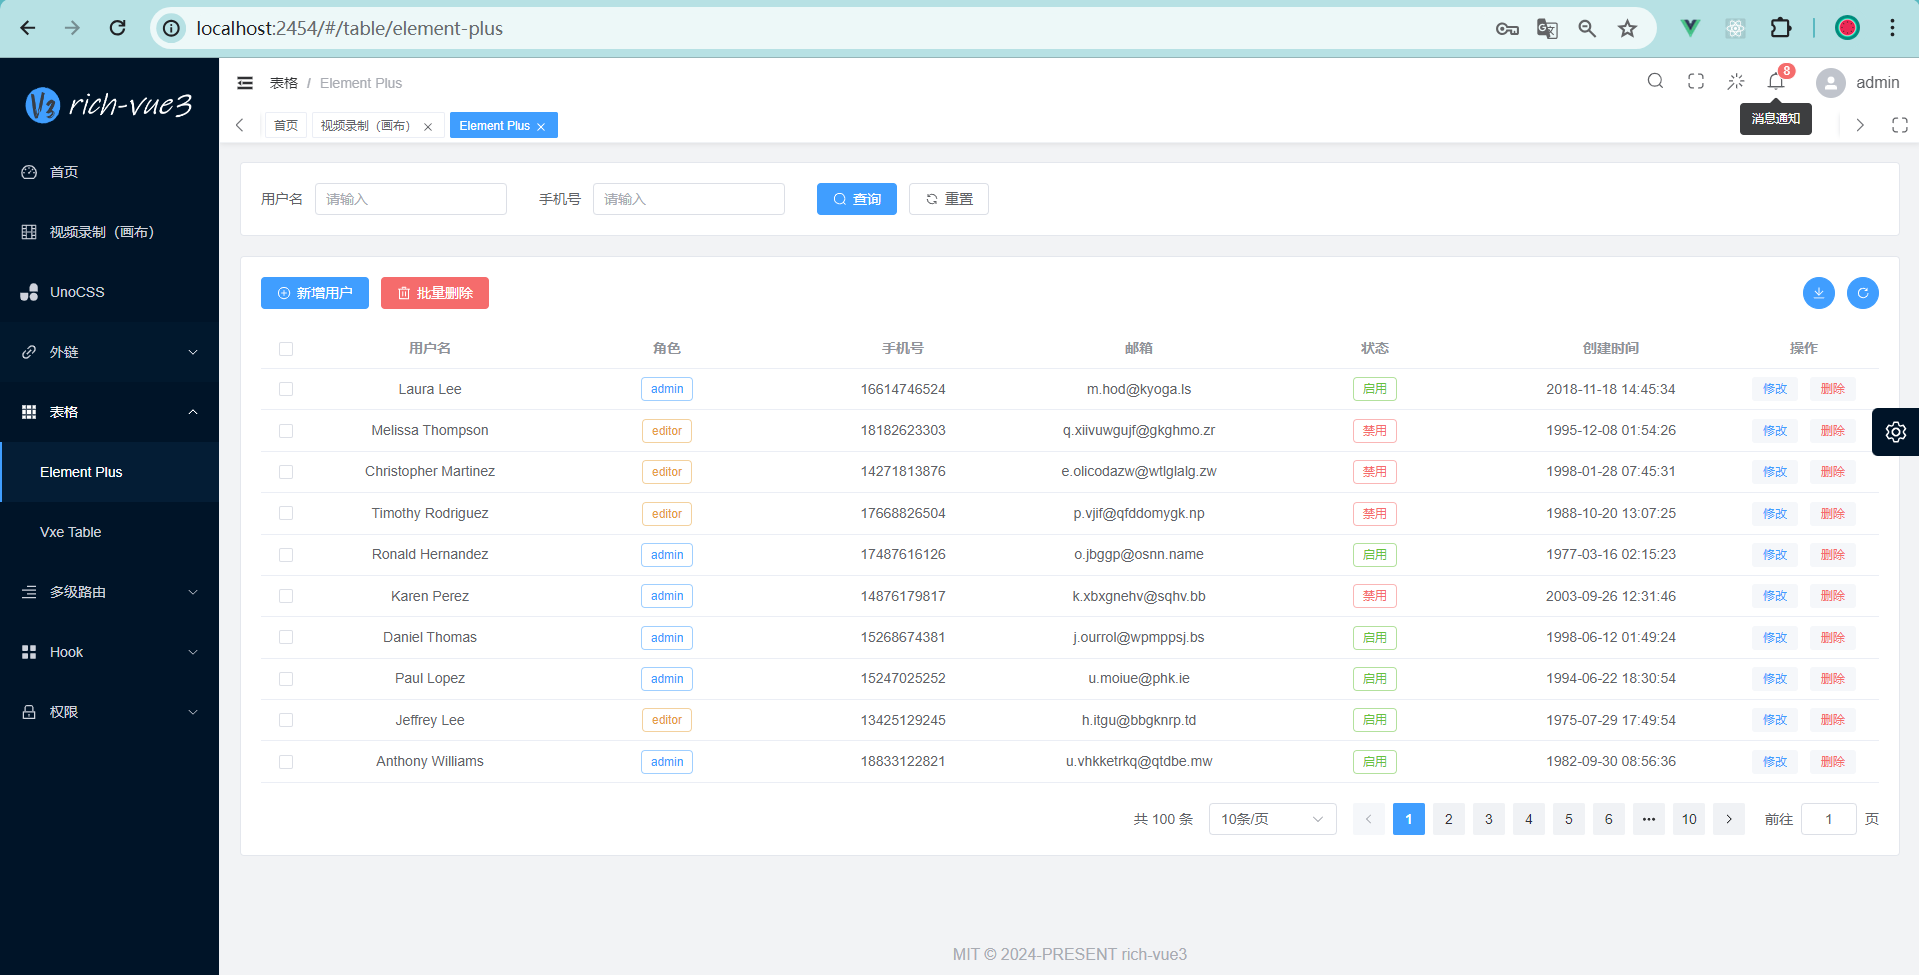 localhost:2454/#/table/element-plus
V3 rich-vue3
首页
视频录制（画布）
UnoCSS
外链
表格
Element Plus
Vxe Table
多级路由
Hook
权限
表格 / Element Plus
8
admin
首页 视频录制（画布） Element Plus
消息通知
用户名 请输入 手机号 请输入 查询 重置
新增用户 批量删除
用户名 角色 手机号 邮箱 状态 创建时间 操作
Laura Lee admin 16614746524 m.hod@kyoga.ls 启用 2018-11-18 14:45:34 修改 删除
Melissa Thompson editor 18182623303 q.xiivuwgujf@gkghmo.zr 禁用 1995-12-08 01:54:26 修改 删除
Christopher Martinez editor 14271813876 e.olicodazw@wtlglalg.zw 禁用 1998-01-28 07:45:31 修改 删除
Timothy Rodriguez editor 17668826504 p.vjif@qfddomygk.np 禁用 1988-10-20 13:07:25 修改 删除
Ronald Hernandez admin 17487616126 o.jbggp@osnn.name 启用 1977-03-16 02:15:23 修改 删除
Karen Perez admin 14876179817 k.xbxgnehv@sqhv.bb 禁用 2003-09-26 12:31:46 修改 删除
Daniel Thomas admin 15268674381 j.ourrol@wpmppsj.bs 启用 1998-06-12 01:49:24 修改 删除
Paul Lopez admin 15247025252 u.moiue@phk.ie 启用 1994-06-22 18:30:54 修改 删除
Jeffrey Lee editor 13425129245 h.itgu@bbgknrp.td 启用 1975-07-29 17:49:54 修改 删除
Anthony Williams admin 18833122821 u.vhkketrkq@qtdbe.mw 启用 1982-09-30 08:56:36 修改 删除
共 100 条 10条/页 1 2 3 4 5 6 ••• 10 前往 1 页
MIT © 2024-PRESENT rich-vue3